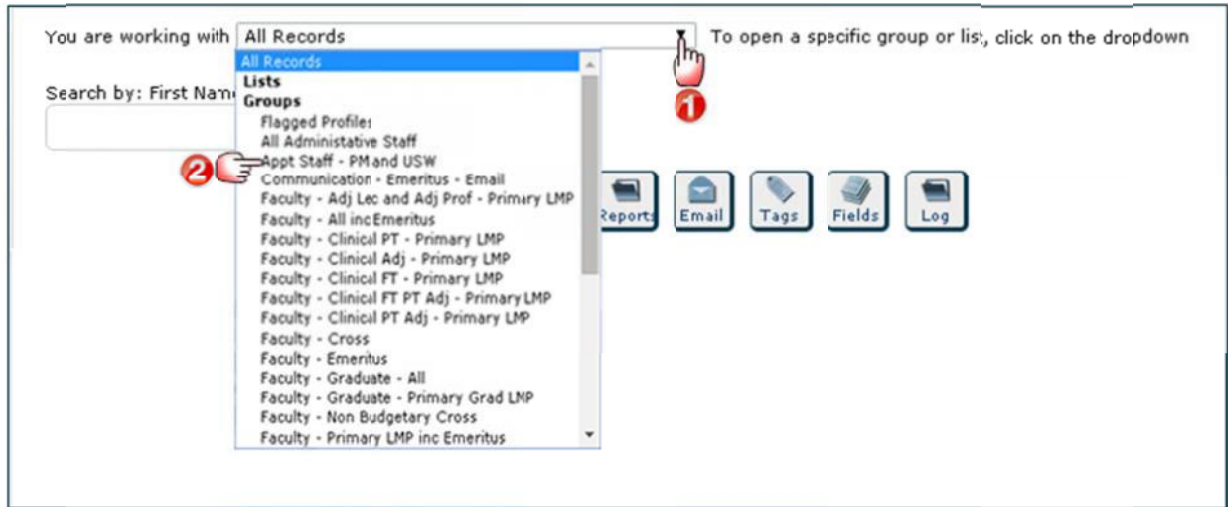 You are working with All Records To open a specific group or list, click on the dropdown
All Records
Lists
Search by: First Nam
Groups
1
Flagged Profiles
All Administative Staff
2 Appt Staff - PM and USW
Communication - Emeritus - Email
Faculty - Adj Lec and Adj Prof - Primary LMP
Faculty - All inc Emeritus
Reports Email Tags Fields Log
Faculty - Clinical PT - Primary LMP
Faculty - Clinical Adj - Primary LMP
Faculty - Clinical FT - Primary LMP
Faculty - Clinical FT PT Adj - Primary LMP
Faculty - Clinical PT Adj - Primary LMP
Faculty - Cross
Faculty - Emeritus
Faculty - Graduate - All
Faculty - Graduate - Primary Grad LMP
Faculty - Non Budgetary Cross
Faculty - Primary LMP inc Emeritus